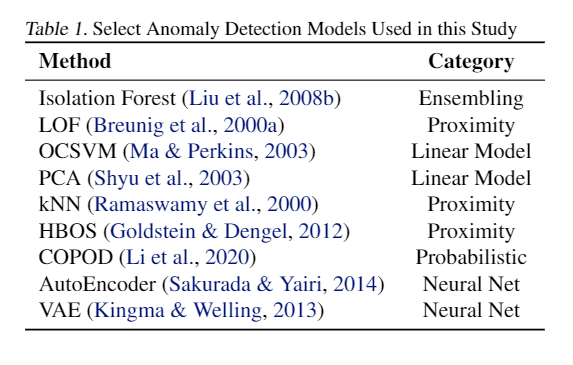 Table 1. Select Anomaly Detection Models Used in this Study
Method Category
Isolation Forest (Liu et al., 2008b) Ensembling
LOF (Breunig et al., 2000a) Proximity
OCSVM (Ma & Perkins, 2003) Linear Model
PCA (Shyu et al., 2003) Linear Model
kNN (Ramaswamy et al., 2000) Proximity
HBOS (Goldstein & Dengel, 2012) Proximity
COPOD (Li et al., 2020) Probabilistic
AutoEncoder (Sakurada & Yairi, 2014) Neural Net
VAE (Kingma & Welling, 2013) Neural Net